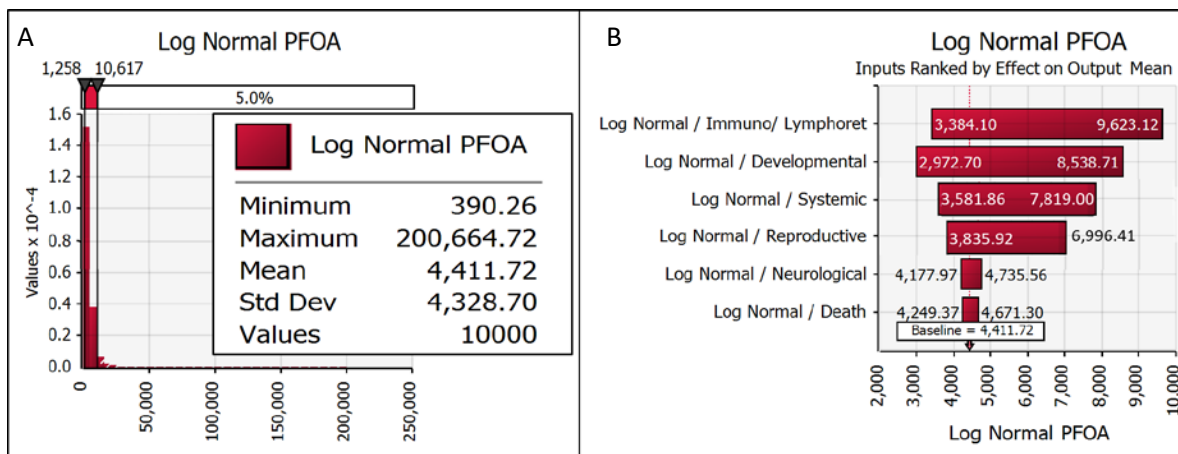 A
Log Normal PFOA
1,258 10,617
5.0%
1.6
1.4
1.2
1.0
0.8
0.6
0.4
0.2
0.0
Values x 10^-4
0
50,000
100,000
150,000
200,000
250,000
Log Normal PFOA
Minimum 390.26
Maximum 200,664.72
Mean 4,411.72
Std Dev 4,328.70
Values 10000
B
Log Normal PFOA
Inputs Ranked by Effect on Output Mean
Log Normal / Immuno/ Lymphoret 3,384.10 9,623.12
Log Normal / Developmental 2,972.70 8,538.71
Log Normal / Systemic 3,581.86 7,819.00
Log Normal / Reproductive 3,835.92 6,996.41
Log Normal / Neurological 4,177.97 4,735.56
Log Normal / Death 4,249.37 4,671.30
Baseline = 4,411.72
2,000
3,000
4,000
5,000
6,000
7,000
8,000
9,000
10,000
Log Normal PFOA